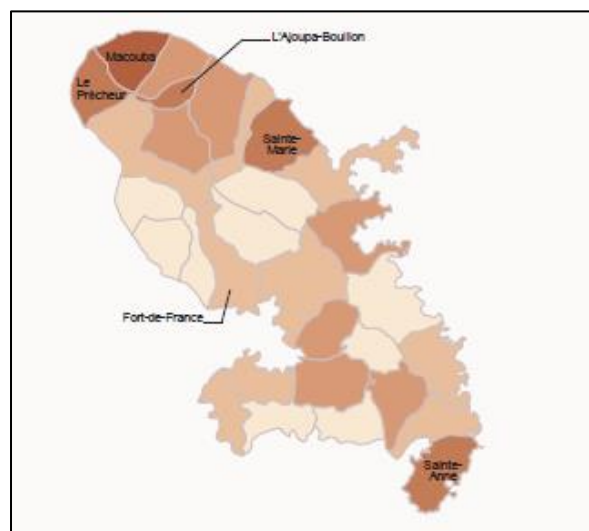 L'Ajoupa-Bouillon
Macouba
Le
Prêcheur
Sainte-
Marie
Fort-de-France
Sainte-
Anne